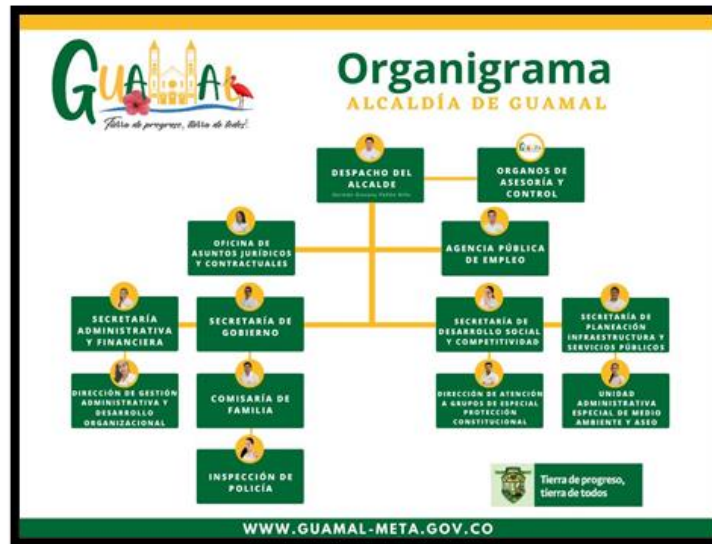 GUAMAL
Tierra de progreso, tierra de todos.
Organigrama
ALCALDÍA DE GUAMAL
DESPACHO DEL
ALCALDE
ORGANOS DE
ASESORÍA Y
CONTROL
OFICINA DE
ASUNTOS JURÍDICOS
Y CONTRACTUALES
AGENCIA PÚBLICA
DE EMPLEO
SECRETARÍA
ADMINISTRATIVA
Y FINANCIERA
SECRETARÍA DE
GOBIERNO
SECRETARÍA DE
DESARROLLO SOCIAL
Y COMPETITIVIDAD
SECRETARÍA DE
PLANEACIÓN
INFRAESTRUCTURA Y
SERVICIOS PÚBLICOS
DIRECCIÓN DE GESTIÓN
ADMINISTRATIVA Y
DESARROLLO
ORGANIZACIONAL
COMISARÍA DE
FAMILIA
DIRECCIÓN DE ATENCIÓN
A GRUPOS DE ESPECIAL
PROTECCIÓN
CONSTITUCIONAL
UNIDAD
ADMINISTRATIVA
ESPECIAL DE MEDIO
AMBIENTE Y ASEO
INSPECCIÓN DE
POLICÍA
Tierra de progreso,
tierra de todos
WWW.GUAMAL-META.GOV.CO